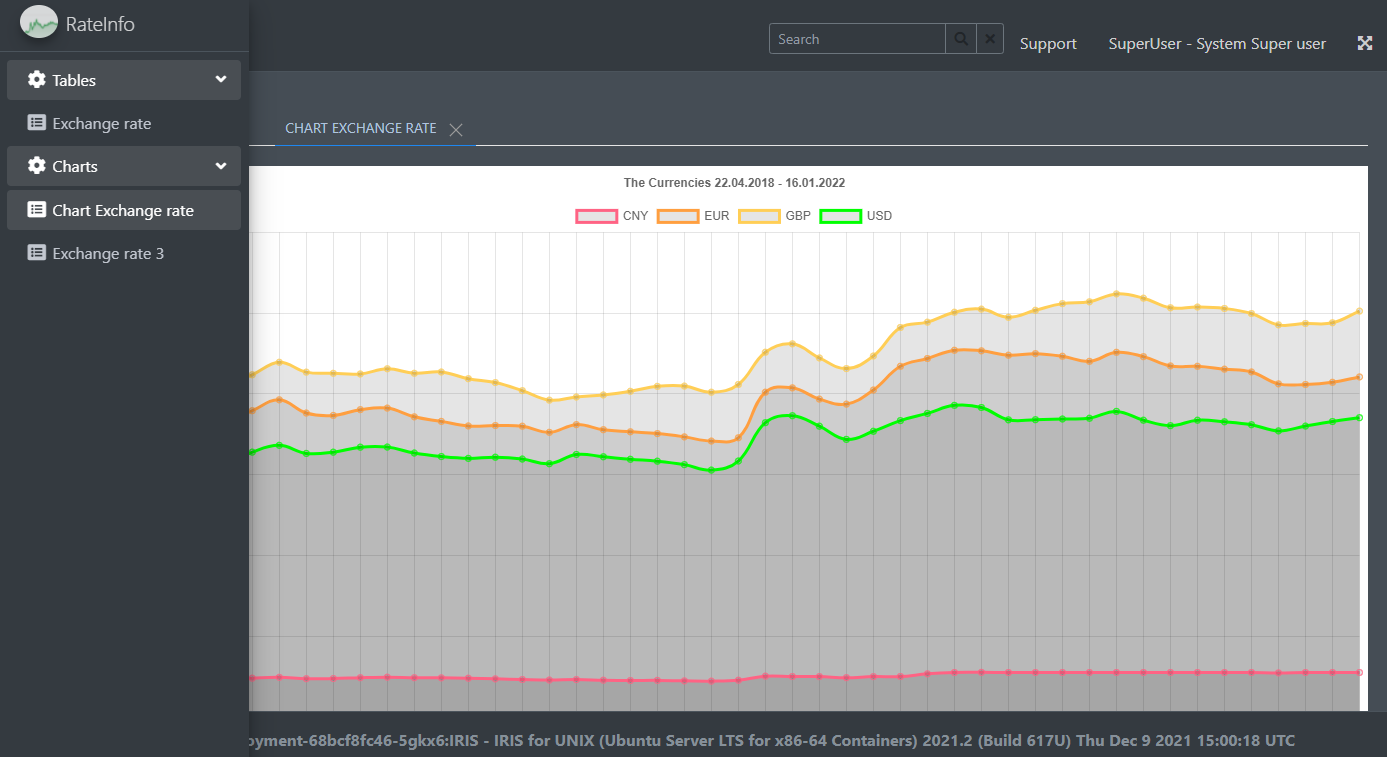 RateInfo
Search
Support
SuperUser - System Super user
Tables
Exchange rate
Charts
Chart Exchange rate
Exchange rate 3
CHART EXCHANGE RATE
The Currencies 22.04.2018 - 16.01.2022
CNY EUR GBP USD
oyment-68bcf8fc46-5gkx6:IRIS - IRIS for UNIX (Ubuntu Server LTS for x86-64 Containers) 2021.2 (Build 617U) Thu Dec 9 2021 15:00:18 UTC